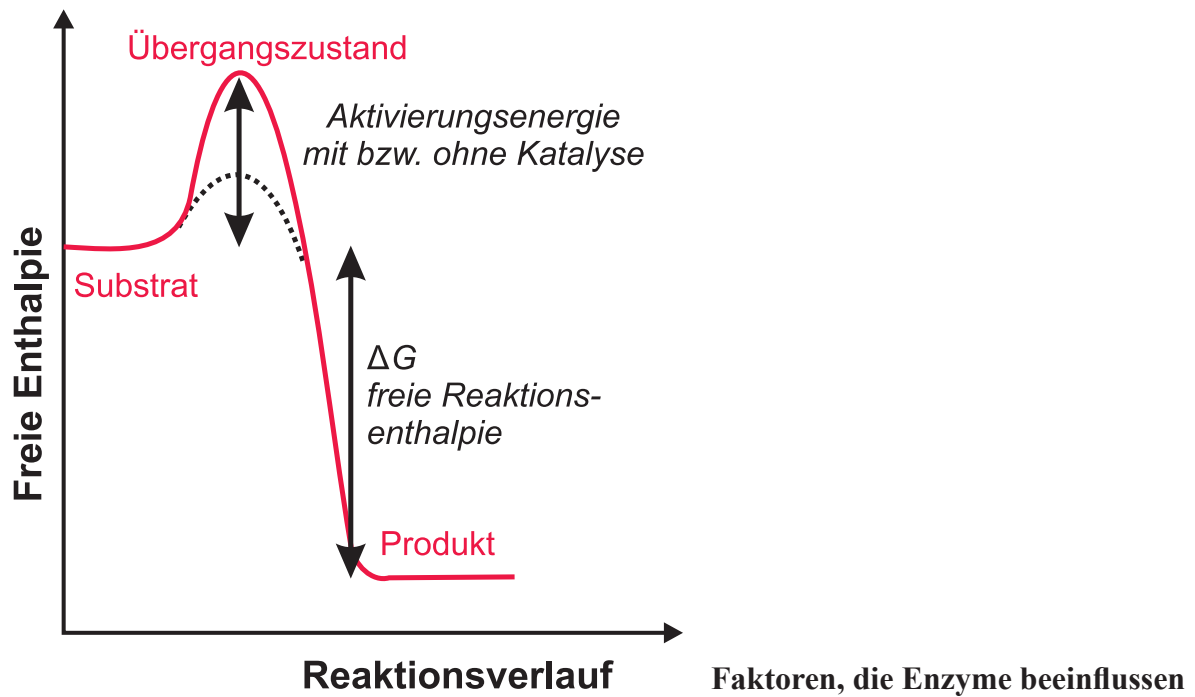 Übergangszustand
Aktivierungsenergie
mit bzw. ohne Katalyse
Substrat
Freie Enthalpie
ΔG
freie Reaktions-
enthalpie
Produkt
Reaktionsverlauf
Faktoren, die Enzyme beeinflussen